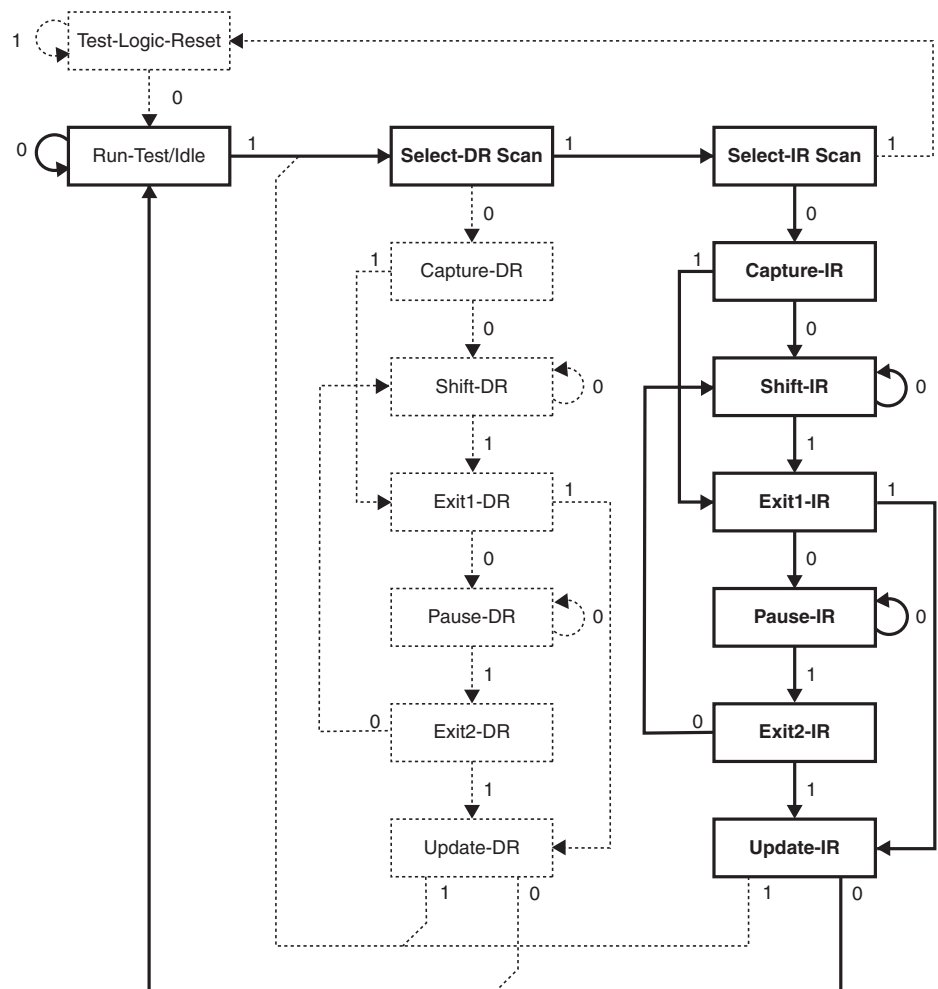 1 Test-Logic-Reset
0
0 Run-Test/Idle 1 Select-DR Scan 1 Select-IR Scan 1
0 0
1 Capture-DR 1 Capture-IR
0 0
Shift-DR 0 Shift-IR 0
1 1
Exit1-DR 1 Exit1-IR 1
0 0
Pause-DR 0 Pause-IR 0
1 1
0 Exit2-DR 0 Exit2-IR
1 1
Update-DR Update-IR
1 0 1 0